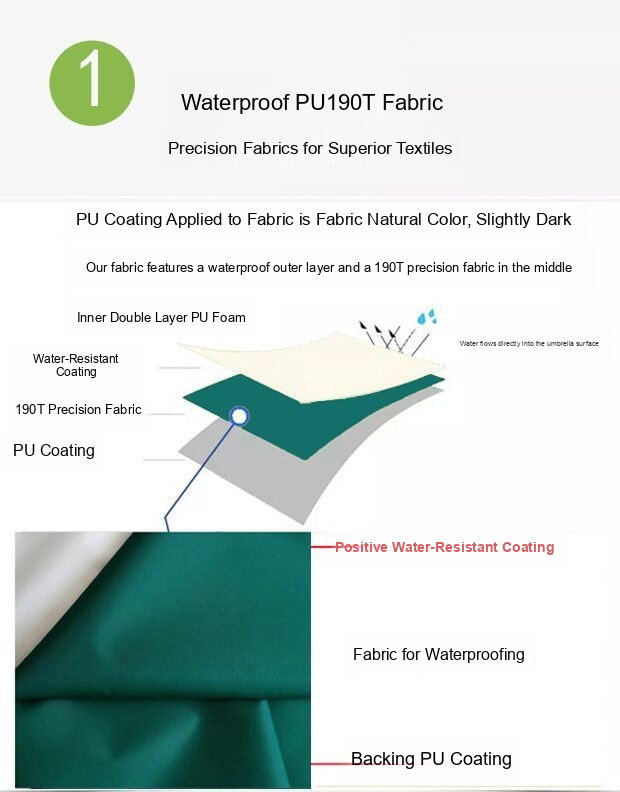 1
Waterproof PU190T Fabric
Precision Fabrics for Superior Textiles
PU Coating Applied to Fabric is Fabric Natural Color, Slightly Dark
Our fabric features a waterproof outer layer and a 190T precision fabric in the middle
Inner Double Layer PU Foam
Water flows directly into the umbrella surface
Water-Resistant
Coating
190T Precision Fabric
PU Coating
Positive Water-Resistant Coating
Fabric for Waterproofing
Backing PU Coating